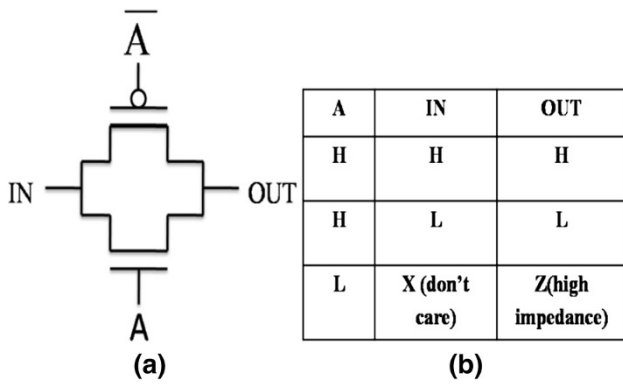 A̅
IN
OUT
A
(a)
A IN OUT
H H H
H L L
L X (don't care) Z(high impedance)
(b)